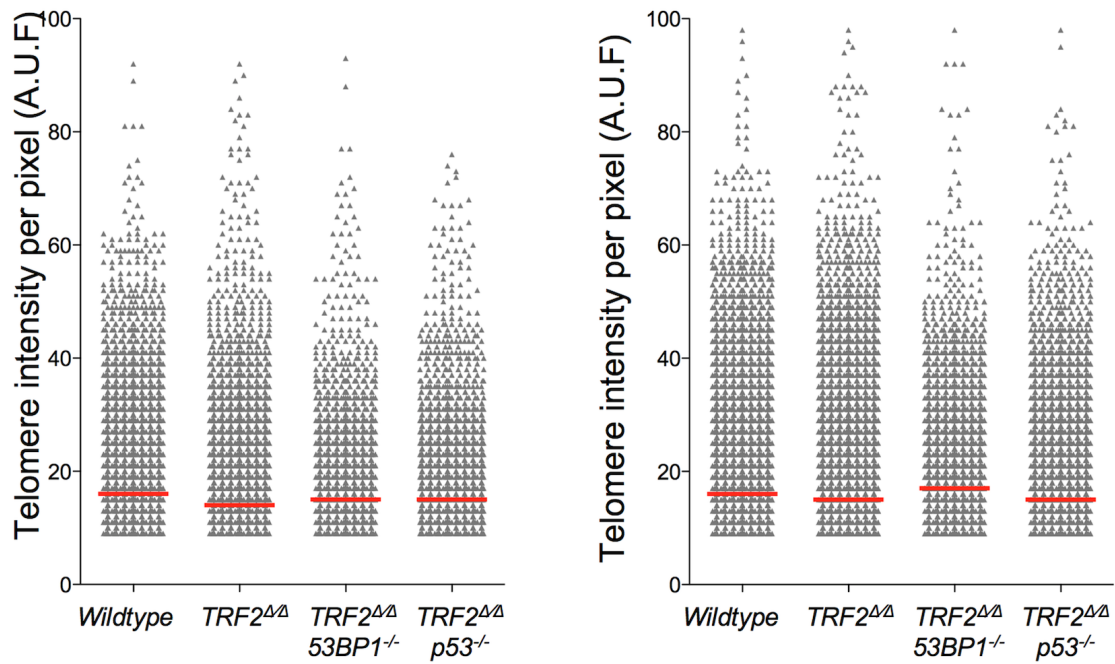 Telomere intensity per pixel (A.U.F)
100
80
60
40
20
0
Wildtype TRF2Δ/Δ TRF2Δ/Δ TRF2Δ/Δ
53BP1-/- p53-/-
Telomere intensity per pixel (A.U.F)
100
80
60
40
20
0
Wildtype TRF2Δ/Δ TRF2Δ/Δ TRF2Δ/Δ
53BP1-/- p53-/-